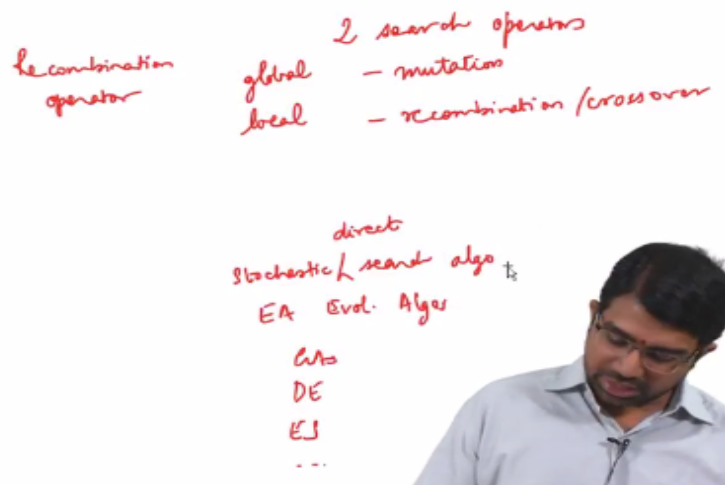 2 search operators
Recombination
operator
global - mutation
local - recombination/crossover
direct
Stochastic/ search algo
EA Evol. Algos
GAs
DE
ES
...